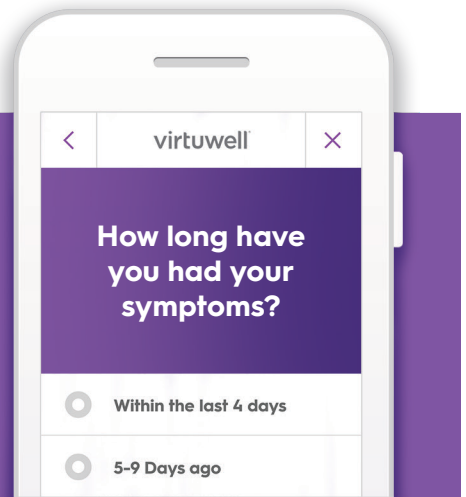 virtuwell
How long have
you had your
symptoms?
Within the last 4 days
5-9 Days ago